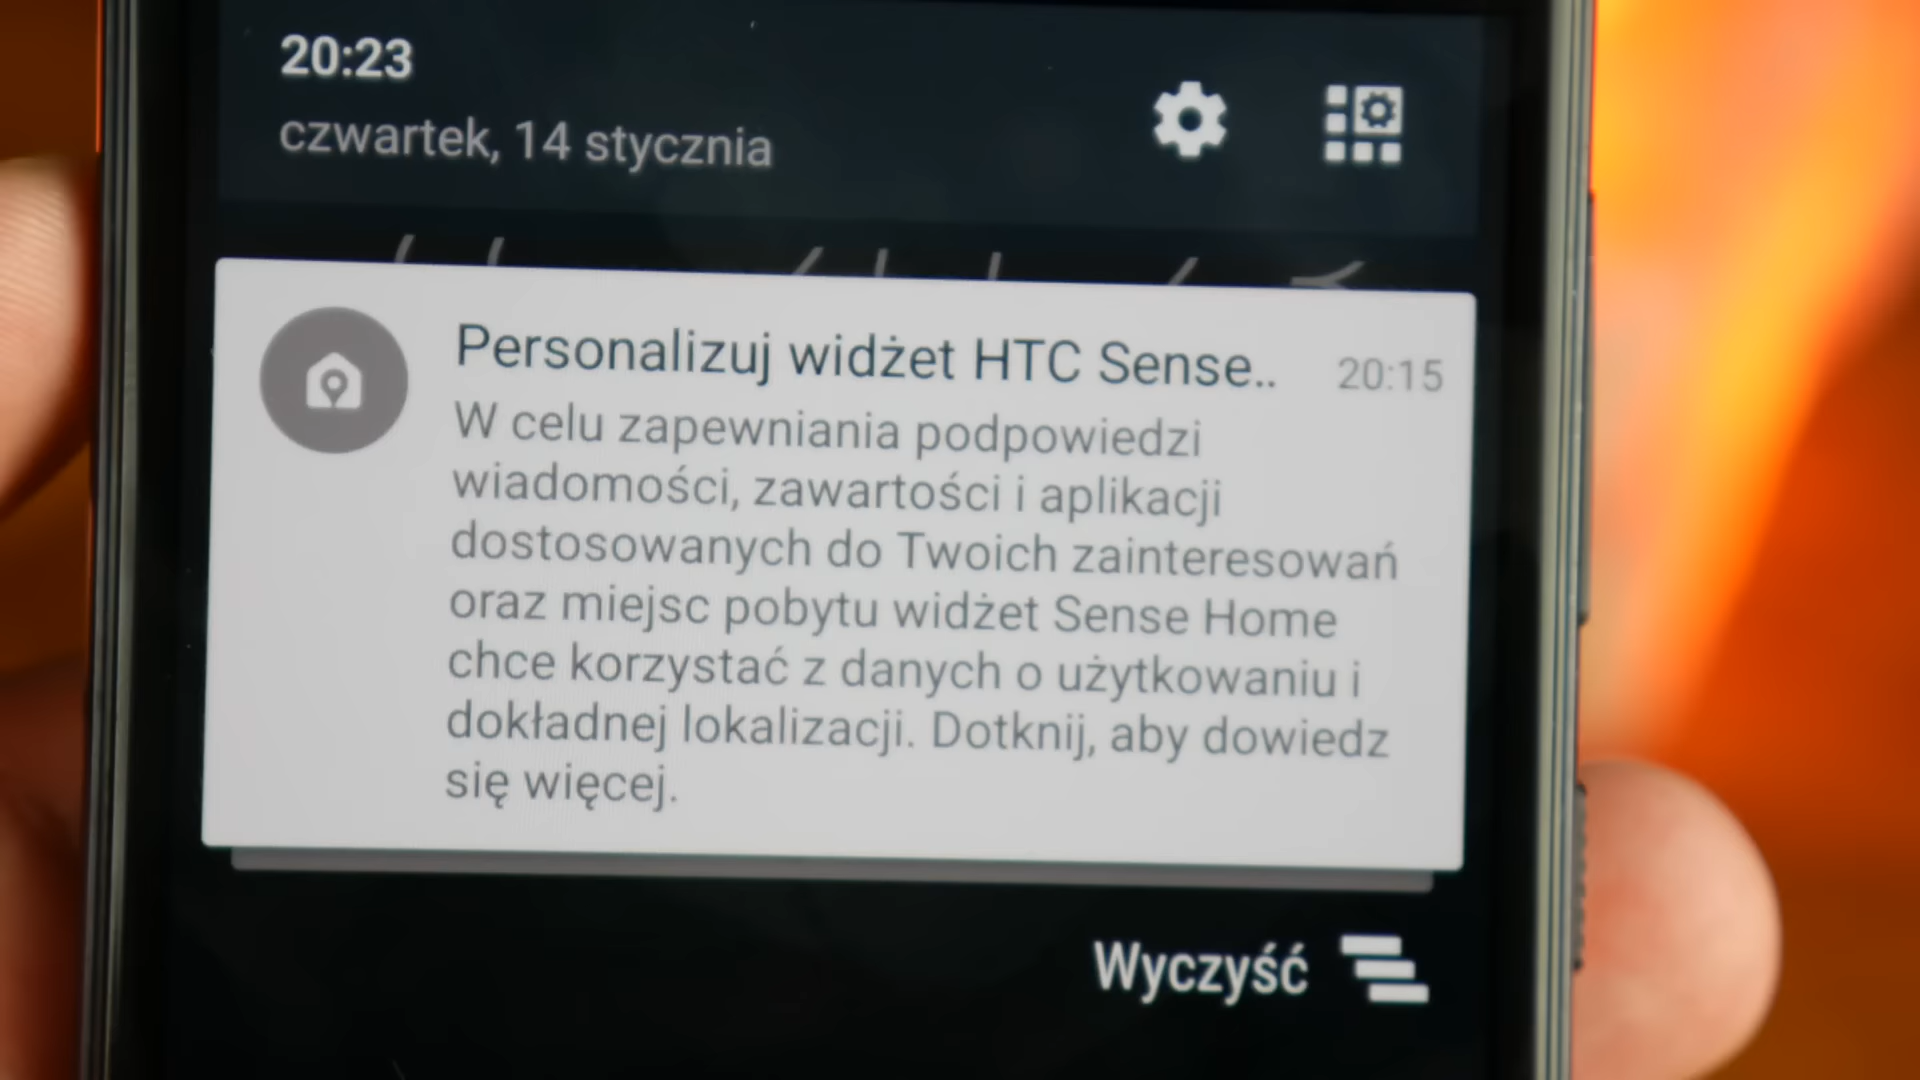 20:23
czwartek, 14 stycznia
Personalizuj widżet HTC Sense.. 20:15
W celu zapewniania podpowiedzi
wiadomości, zawartości i aplikacji
dostosowanych do Twoich zainteresowań
oraz miejsc pobytu widżet Sense Home
chce korzystać z danych o użytkowaniu i
dokładnej lokalizacji. Dotknij, aby dowiedz
się więcej.
Wyczyść